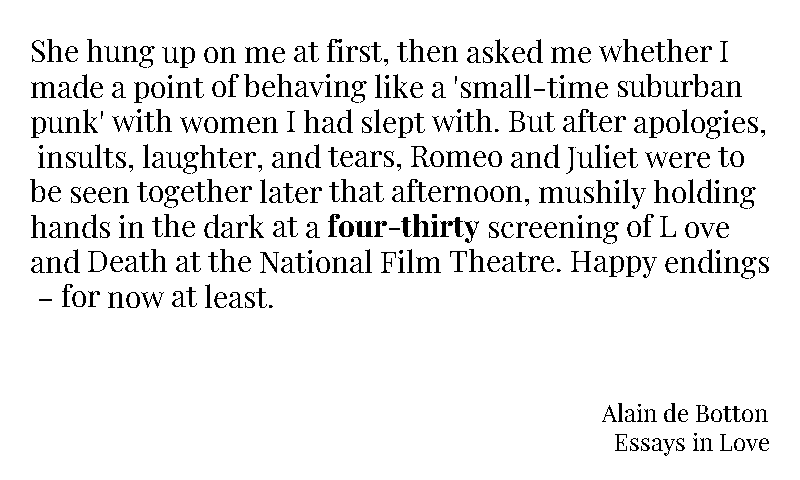 She hung up on me at first, then asked me whether I
made a point of behaving like a 'small-time suburban
punk' with women I had slept with. But after apologies,
insults, laughter, and tears, Romeo and Juliet were to
be seen together later that afternoon, mushily holding
hands in the dark at a four-thirty screening of L ove
and Death at the National Film Theatre. Happy endings
– for now at least.
Alain de Botton
Essays in Love